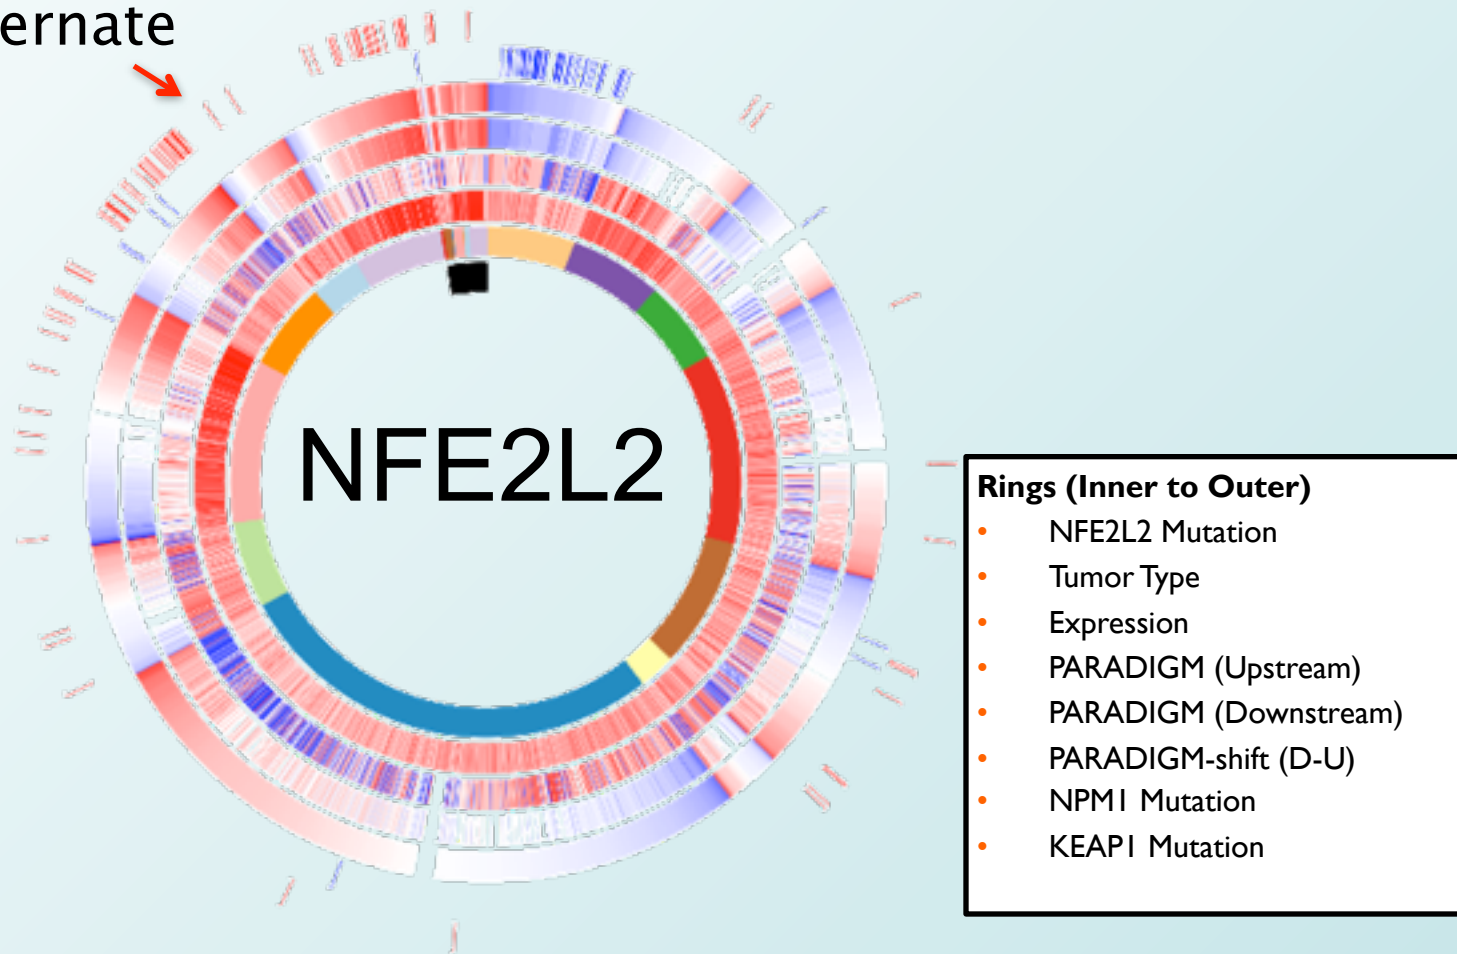 ernate
NFE2L2
Rings (Inner to Outer)
• NFE2L2 Mutation
• Tumor Type
• Expression
• PARADIGM (Upstream)
• PARADIGM (Downstream)
• PARADIGM-shift (D-U)
• NPM1 Mutation
• KEAP1 Mutation